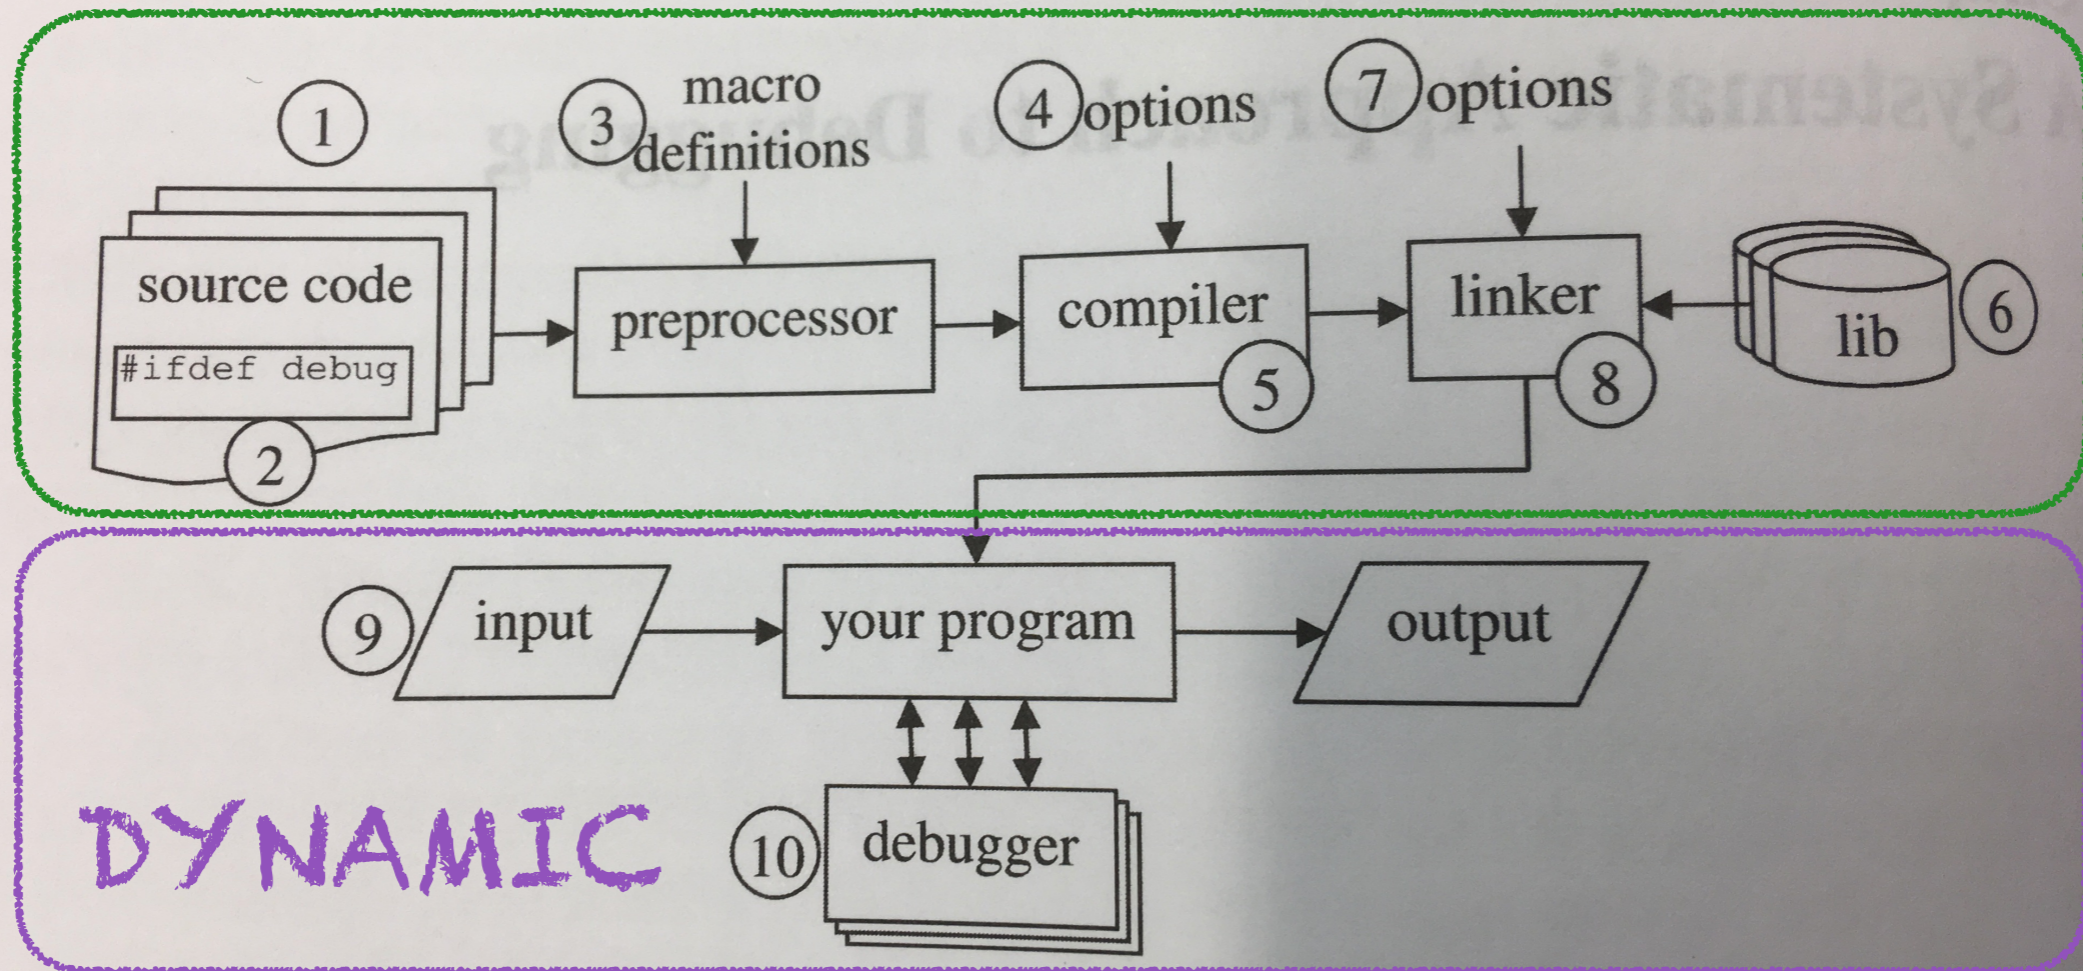 1
3
macro
definitions
4
options
7
options
source code
#ifdef debug
2
preprocessor
compiler
5
linker
8
lib
6
9
input
your program
output
10
debugger
DYNAMIC